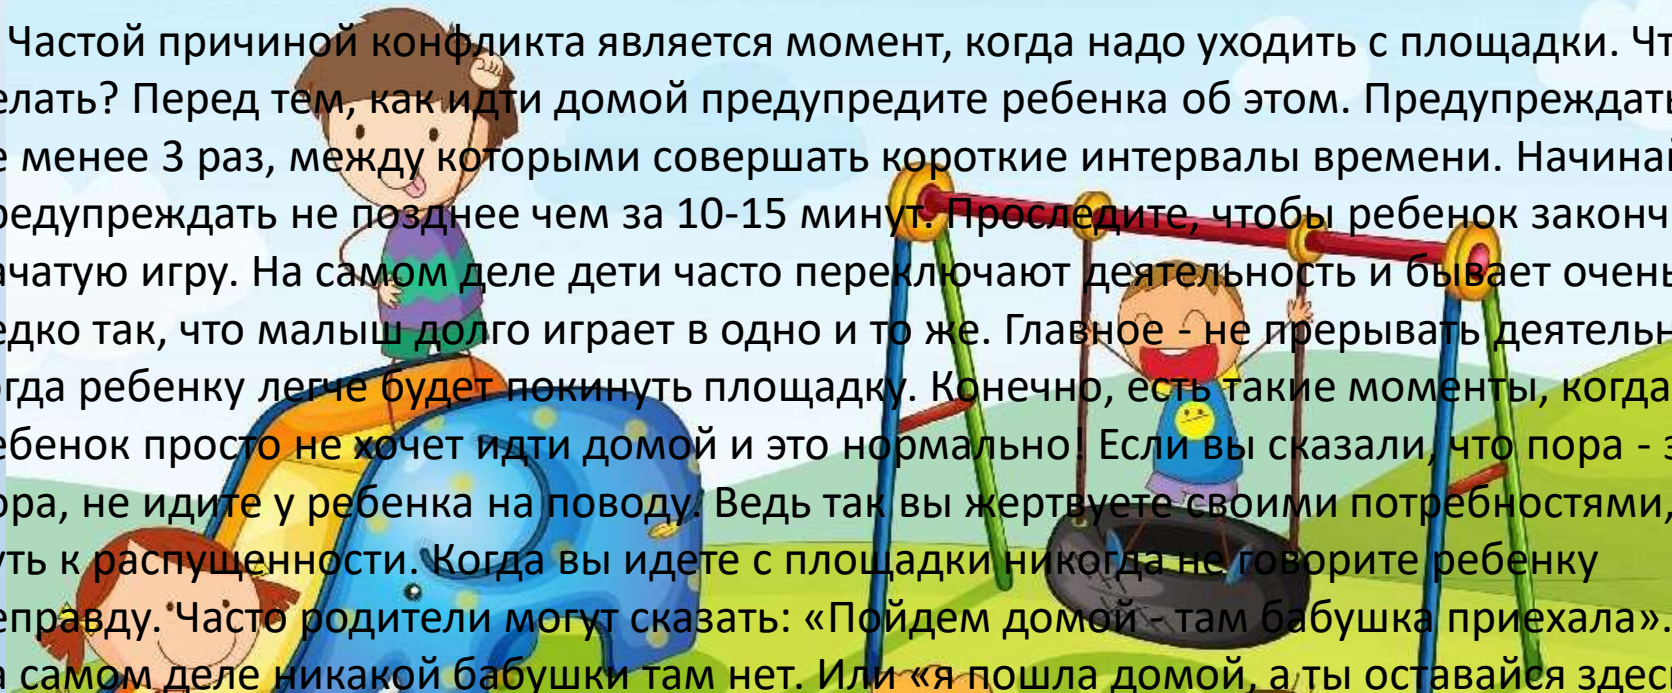 Частой причиной конфликта является момент, когда надо уходить с площадки. Чт
елать? Перед тем, как идти домой предупредите ребенка об этом. Предупреждать
е менее 3 раз, между которыми совершать короткие интервалы времени. Начинай
редупреждать не позднее чем за 10-15 минут. Проследите, чтобы ребенок законч
ачатую игру. На самом деле дети часто переключают деятельность и бывает очень
едко так, что малыш долго играет в одно и то же. Главное - не прерывать деятельн
огда ребенку легче будет покинуть площадку. Конечно, есть такие моменты, когда
ебенок просто не хочет идти домой и это нормально! Если вы сказали, что пора - э
ора, не идите у ребенка на поводу. Ведь так вы жертвуете своими потребностями,
уть к распущенности. Когда вы идете с площадки никогда не говорите ребенку
еправду. Часто родители могут сказать: «Пойдем домой - там бабушка приехала».
а самом деле никакой бабушки там нет. Или «я пошла домой, а ты оставайся здесь